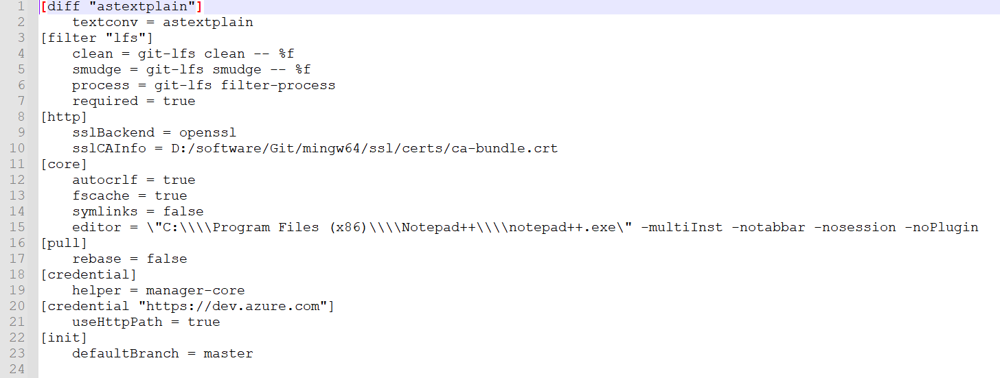 1 [diff "astextplain"]
2 textconv = astextplain
3 [filter "lfs"]
4 clean = git-lfs clean -- %f
5 smudge = git-lfs smudge -- %f
6 process = git-lfs filter-process
7 required = true
8 [http]
9 sslBackend = openssl
10 sslCAInfo = D:/software/Git/mingw64/ssl/certs/ca-bundle.crt
11 [core]
12 autocrlf = true
13 fscache = true
14 symlinks = false
15 editor = \"C:\\\\Program Files (x86)\\\\Notepad++\\\\notepad++.exe\" -multiInst -notabbar -nosession -noPlugin
16 [pull]
17 rebase = false
18 [credential]
19 helper = manager-core
20 [credential "https://dev.azure.com"]
21 useHttpPath = true
22 [init]
23 defaultBranch = master
24